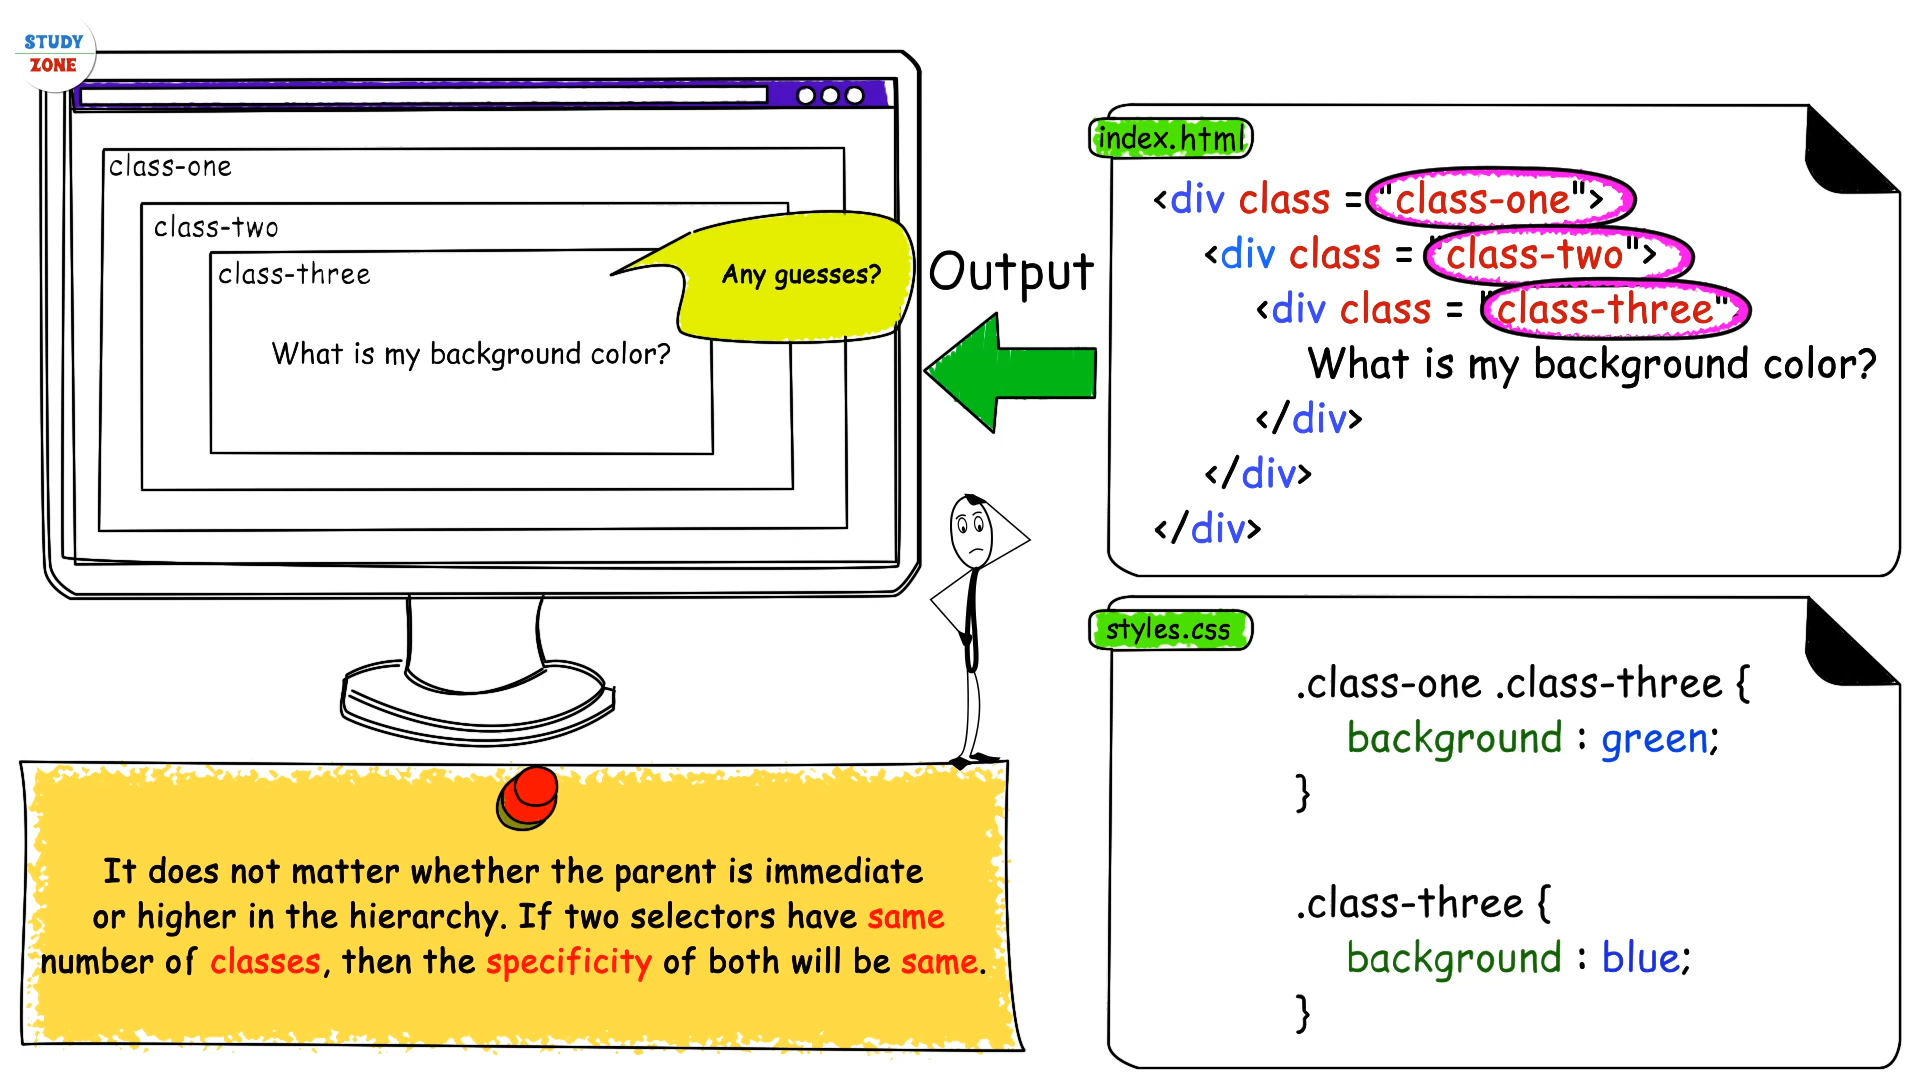 STUDY
ZONE
class-one
class-two
class-three
What is my background color?
Any guesses?
Output
index.html
<div class ="class-one">
<div class = "class-two">
<div class = "class-three"
What is my background color?
</div>
</div>
</div>
styles.css
.class-one .class-three {
background : green;
}
.class-three {
background : blue;
}
It does not matter whether the parent is immediate
or higher in the hierarchy. If two selectors have same
number of classes, then the specificity of both will be same.